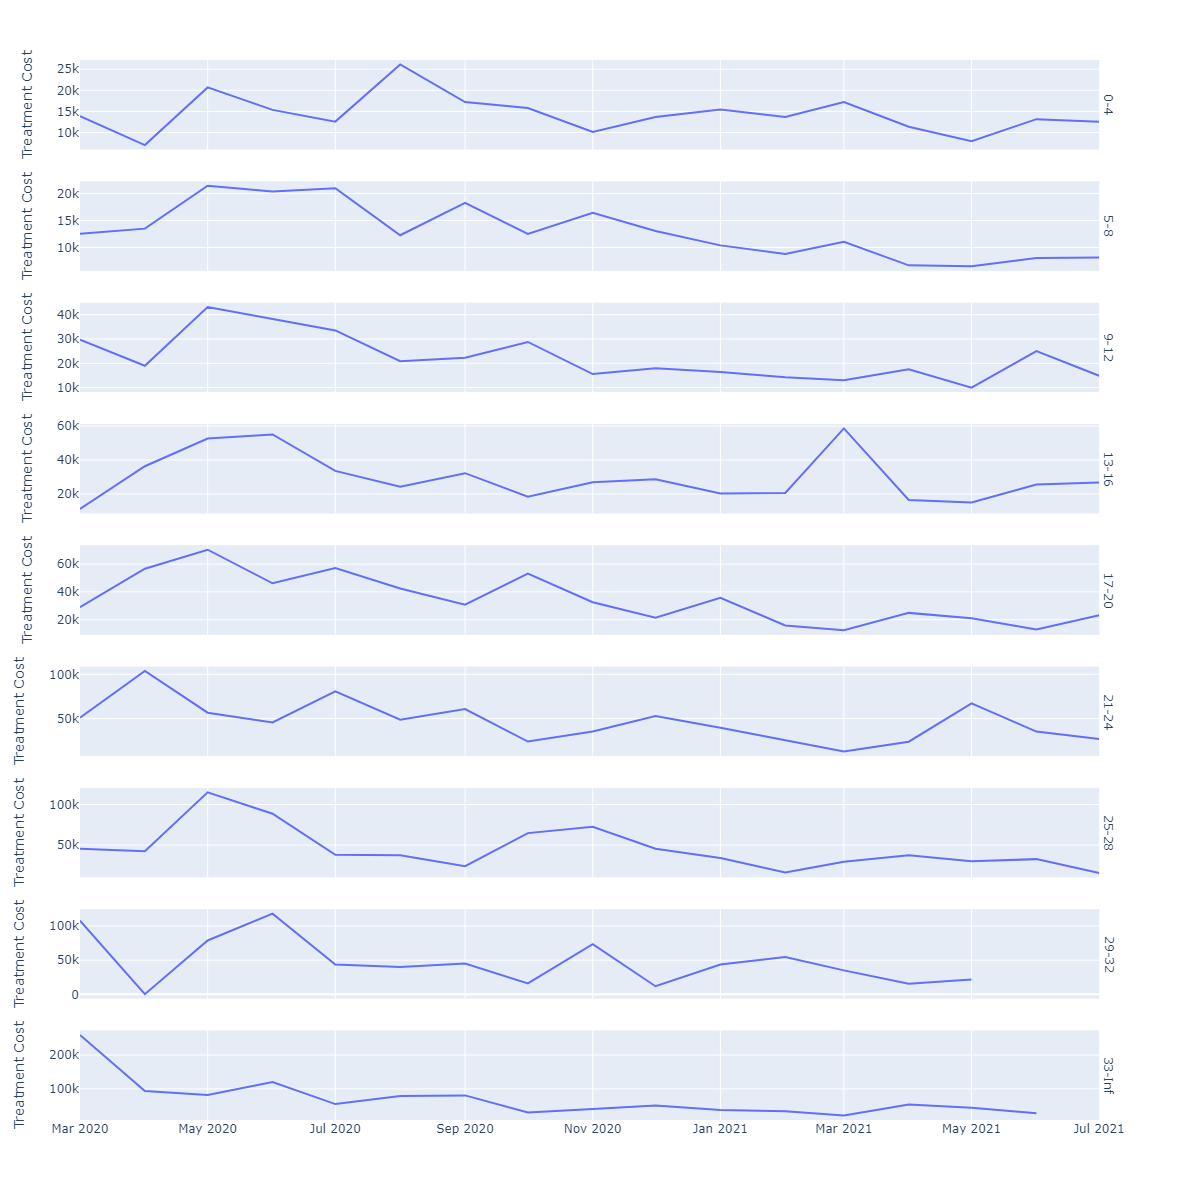 Treatment Cost
25k
20k
15k
10k
0-4
Treatment Cost
20k
15k
10k
5-8
Treatment Cost
40k
30k
20k
10k
9-12
Treatment Cost
60k
40k
20k
13-16
Treatment Cost
60k
40k
20k
17-20
Treatment Cost
100k
50k
21-24
Treatment Cost
100k
50k
25-28
Treatment Cost
100k
50k
0
29-32
Treatment Cost
200k
100k
33-Inf
Mar 2020 May 2020 Jul 2020 Sep 2020 Nov 2020 Jan 2021 Mar 2021 May 2021 Jul 2021